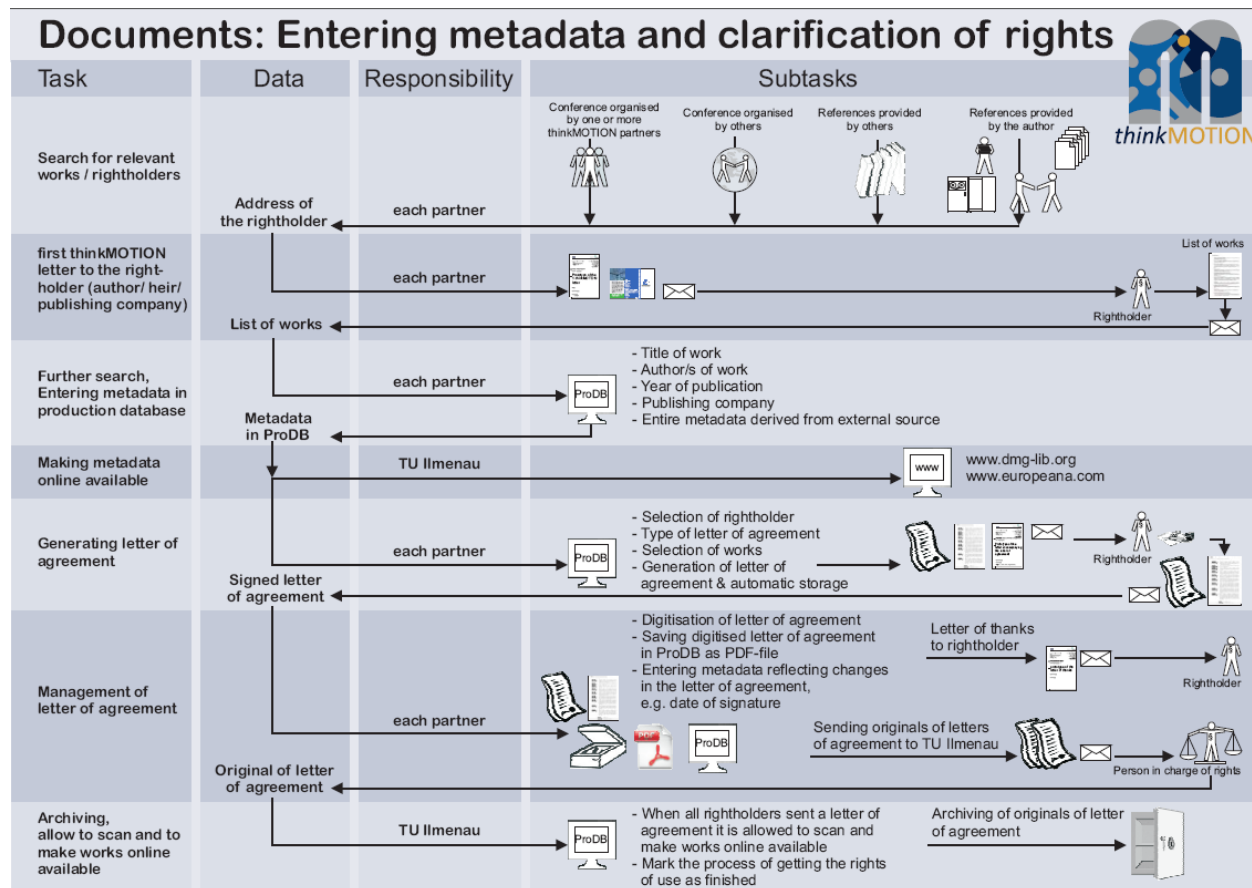 Documents: Entering metadata and clarification of rights
thinkMOTION
Task
Data
Responsibility
Subtasks
Search for relevant
works / rightholders
Conference organised
by one or more
thinkMOTION partners
Conference organised
by others
References provided
by others
References provided
by the author
Address of
the rightholder
each partner
first thinkMOTION
letter to the right-
holder (author/ heir/
publishing company)
each partner
Rightholder
List of works
List of works
Further search,
Entering metadata in
production database
each partner
ProDB
- Title of work
- Author/s of work
- Year of publication
- Publishing company
- Entire metadata derived from external source
Metadata
in ProDB
Making metadata
online available
TU Ilmenau
www
www.dmg-lib.org
www.europeana.com
Generating letter of
agreement
each partner
ProDB
- Selection of rightholder
- Type of letter of agreement
- Selection of works
- Generation of letter of
agreement & automatic storage
Rightholder
Signed letter
of agreement
Management of
letter of agreement
each partner
- Digitisation of letter of agreement
- Saving digitised letter of agreement
in ProDB as PDF-file
- Entering metadata reflecting changes
in the letter of agreement,
e.g. date of signature
PDF
ProDB
Letter of thanks
to rightholder
Rightholder
Sending originals of letters
of agreement to TU Ilmenau
Person in charge of rights
Original of letter
of agreement
Archiving,
allow to scan and to
make works online
available
TU Ilmenau
ProDB
- When all rightholders sent a letter of
agreement it is allowed to scan and
make works online available
- Mark the process of getting the rights
of use as finished
Archiving of originals of letter
of agreement